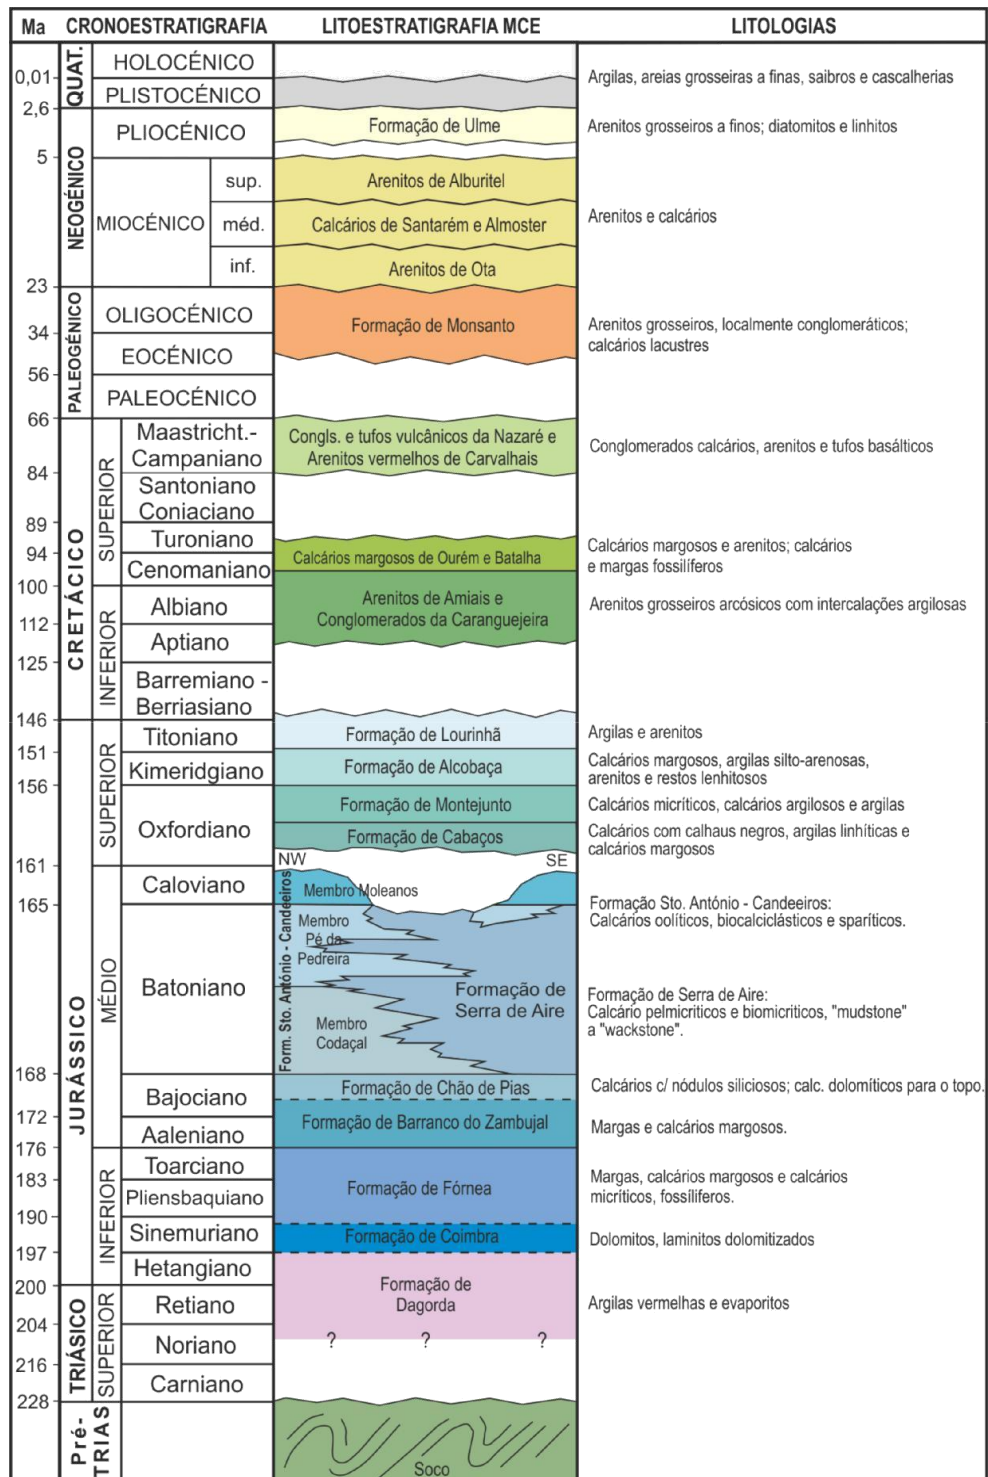 Ma CRONOESTRATIGRAFIA LITOESTRATIGRAFIA MCE LITOLOGIAS
QUAT.
HOLOCÉNICO
0,01
Argilas, areias grosseiras a finas, saibros e cascalherias
PLISTOCÉNICO
2,6
NEOGÉNICO
PLIOCÉNICO
Formação de Ulme
Arenitos grosseiros a finos; diatomitos e linhitos
5
MIOCÉNICO
sup.
Arenitos de Alburitel
méd.
Calcários de Santarém e Almoster
Arenitos e calcários
inf.
Arenitos de Ota
23
PALEOGÉNICO
OLIGOCÉNICO
Formação de Monsanto
Arenitos grosseiros, localmente conglomeráticos;
calcários lacustres
34
EOCÉNICO
56
PALEOCÉNICO
66
CRETÁCICO
SUPERIOR
Maastricht.-
Campaniano
Congls. e tufos vulcânicos da Nazaré e
Arenitos vermelhos de Carvalhais
Conglomerados calcários, arenitos e tufos basálticos
84
Santoniano
Coniaciano
89
Turoniano
94
Calcários margosos de Ourém e Batalha
Calcários margosos e arenitos; calcários
e margas fossilíferos
Cenomaniano
100
INFERIOR
Albiano
Arenitos de Amiais e
Conglomerados da Caranguejeira
Arenitos grosseiros arcósicos com intercalações argilosas
112
Aptiano
125
Barremiano -
Berriasiano
146
JURÁSSICO
SUPERIOR
Titoniano
Formação de Lourinhã
Argilas e arenitos
151
Kimeridgiano
Formação de Alcobaça
Calcários margosos, argilas silto-arenosas,
arenitos e restos lenhitosos
156
Oxfordiano
Formação de Montejunto
Calcários micríticos, calcários argilosos e argilas
Formação de Cabaços
Calcários com calhaus negros, argilas linhíticas e
calcários margosos
161
NW SE
MÉDIO
Caloviano
Membro Moleanos
165
Form. Sto. António - Candeeiros
Formação Sto. António - Candeeiros:
Calcários oolíticos, biocalciclásticos e sparíticos.
Membro
Pé da
Pedreira
Batoniano
Formação de
Serra de Aire
Formação de Serra de Aire:
Calcário pelmicriticos e biomicriticos, "mudstone"
a "wackstone".
Membro
Codaçal
168
Bajociano
Formação de Chão de Pias
Calcários c/ nódulos siliciosos; calc. dolomíticos para o topo.
172
Formação de Barranco do Zambujal
Aaleniano
Margas e calcários margosos.
176
INFERIOR
Toarciano
183
Formação de Fórnea
Margas, calcários margosos e calcários
micríticos, fossilíferos.
Pliensbaquiano
190
Sinemuriano
Formação de Coimbra
Dolomitos, laminitos dolomitizados
197
Hetangiano
Formação de
Dagorda
200
TRIÁSICO
SUPERIOR
Retiano
Argilas vermelhas e evaporitos
204
? ? ?
Noriano
216
Carniano
228
Pré-
TRIAS
Soco